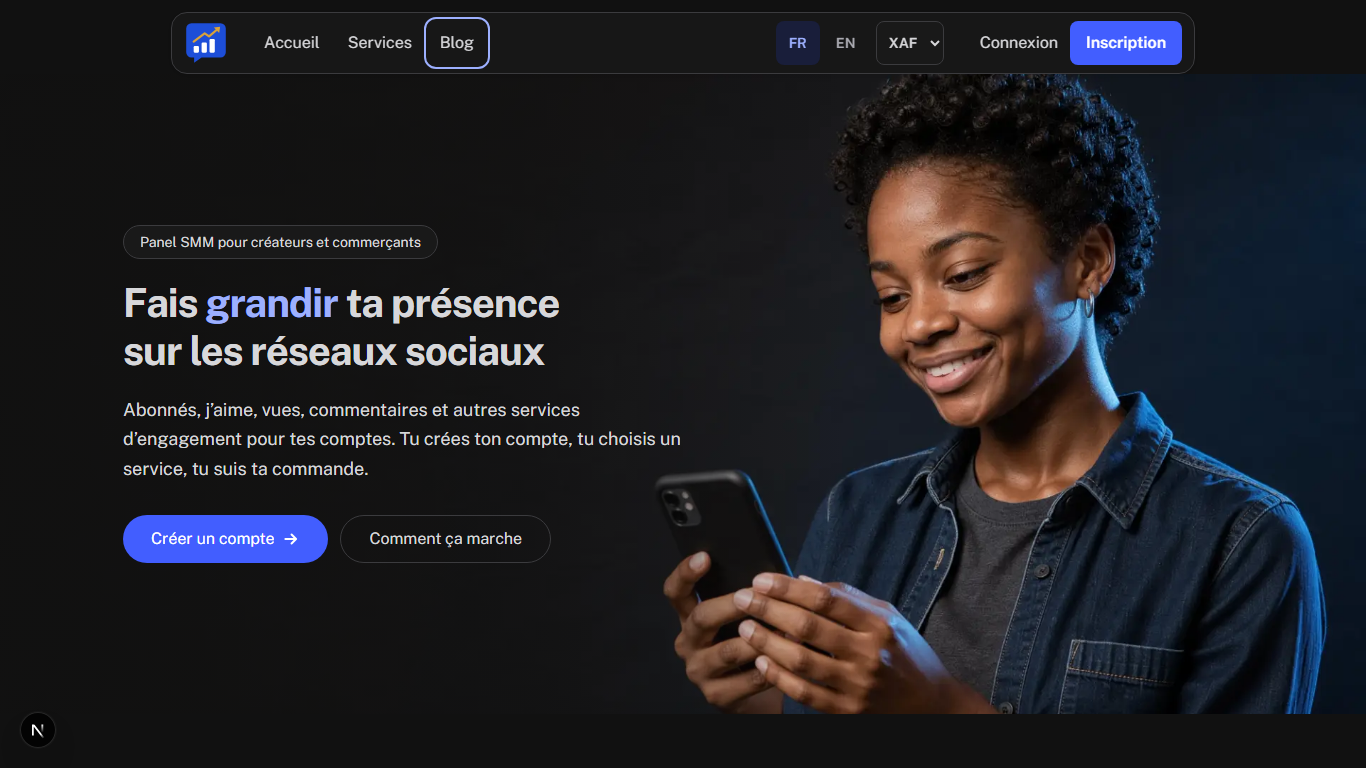 Accueil Services Blog FR EN XAF Connexion Inscription
Panel SMM pour créateurs et commerçants
Fais grandir ta présence
sur les réseaux sociaux
Abonnés, j’aime, vues, commentaires et autres services
d’engagement pour tes comptes. Tu crées ton compte, tu choisis un
service, tu suis ta commande.
Créer un compte → Comment ça marche
N